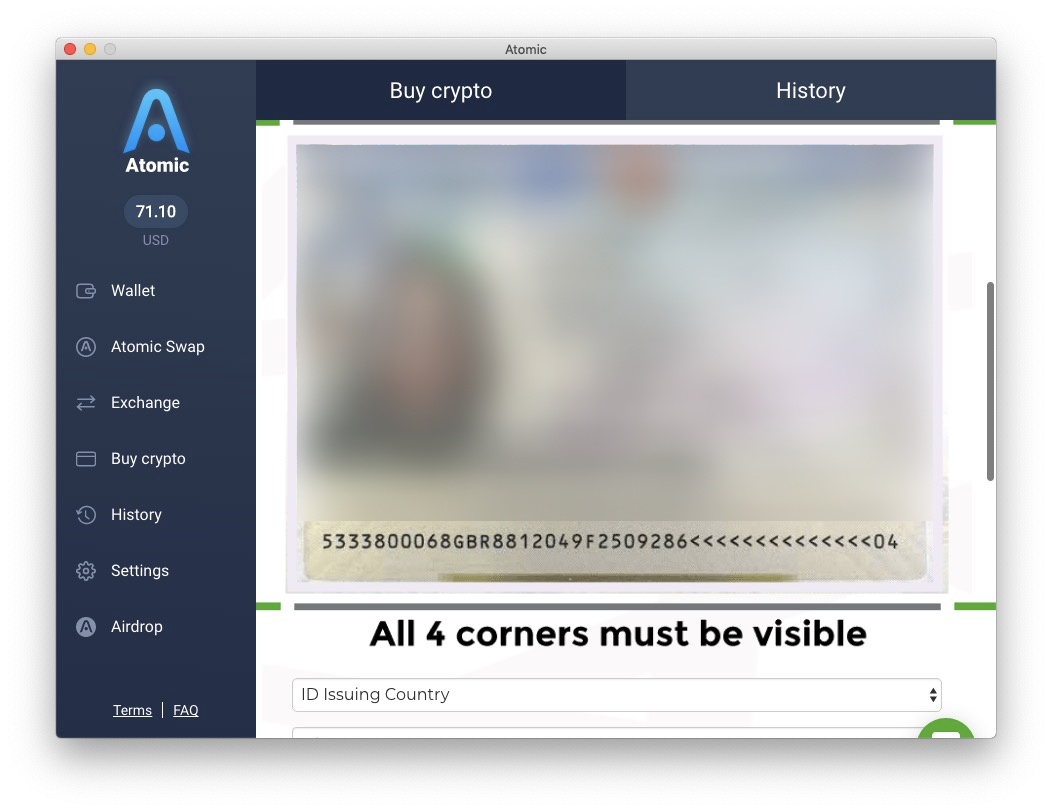 Atomic
Buy crypto
History
Atomic
71.10
USD
Wallet
Atomic Swap
Exchange
Buy crypto
History
Settings
Airdrop
Terms | FAQ
5333800068GBR8812049F2509286<<<<<<<<<<<<<<04
All 4 corners must be visible
ID Issuing Country